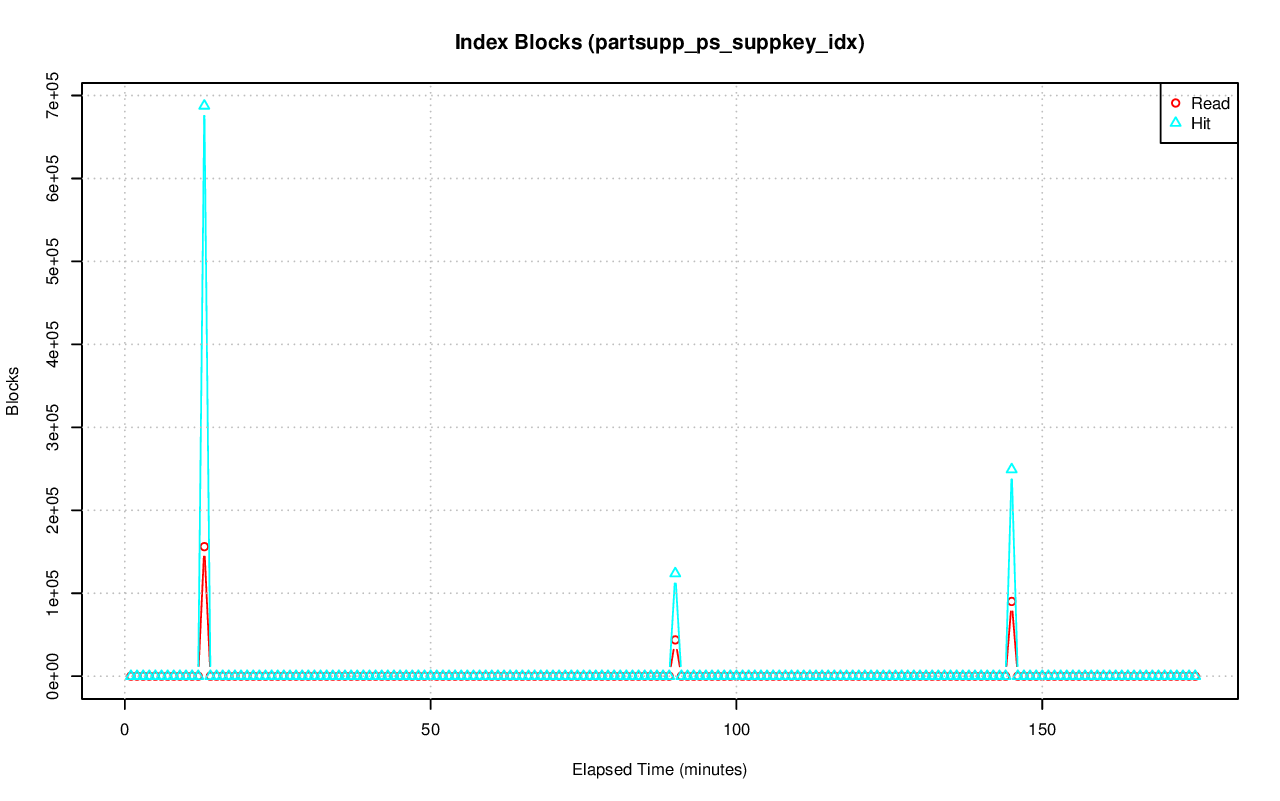 Index Blocks (partsupp_ps_suppkey_idx)
Read
Hit
7e+05
6e+05
5e+05
4e+05
3e+05
2e+05
1e+05
0e+00
Blocks
0 50 100 150
Elapsed Time (minutes)